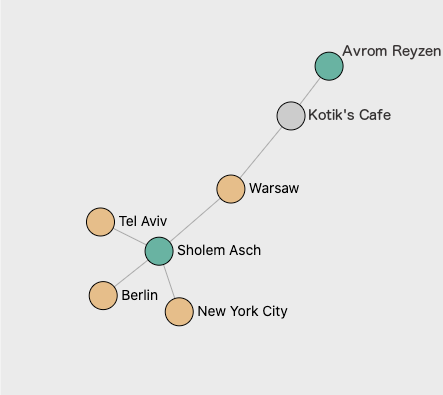 Avrom Reyzen
Kotik's Cafe
Warsaw
Tel Aviv
Sholem Asch
Berlin
New York City